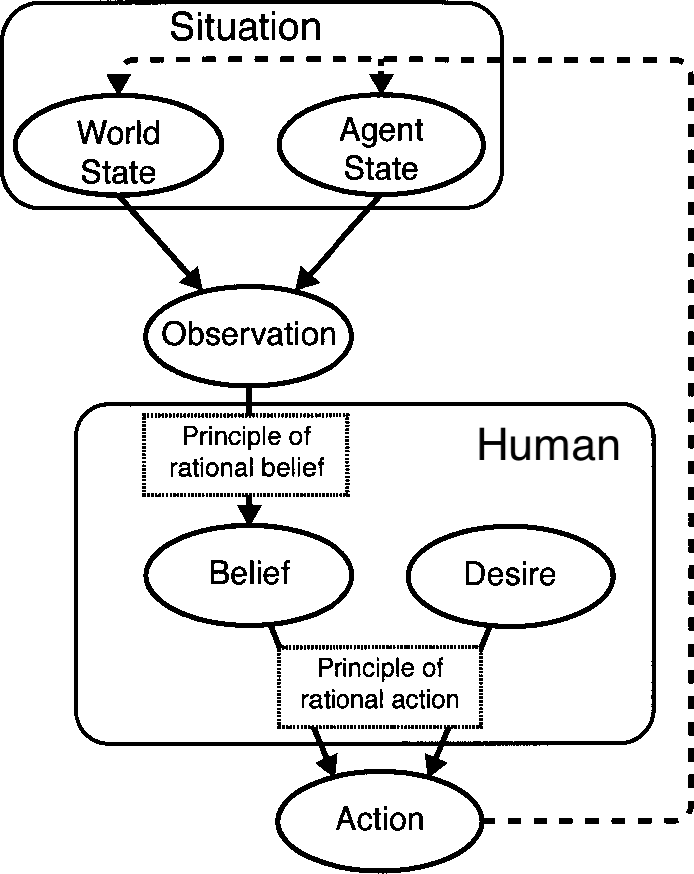 Situation
World
State
Agent
State
Observation
Principle of
rational belief
Human
Belief
Desire
Principle of
rational action
Action